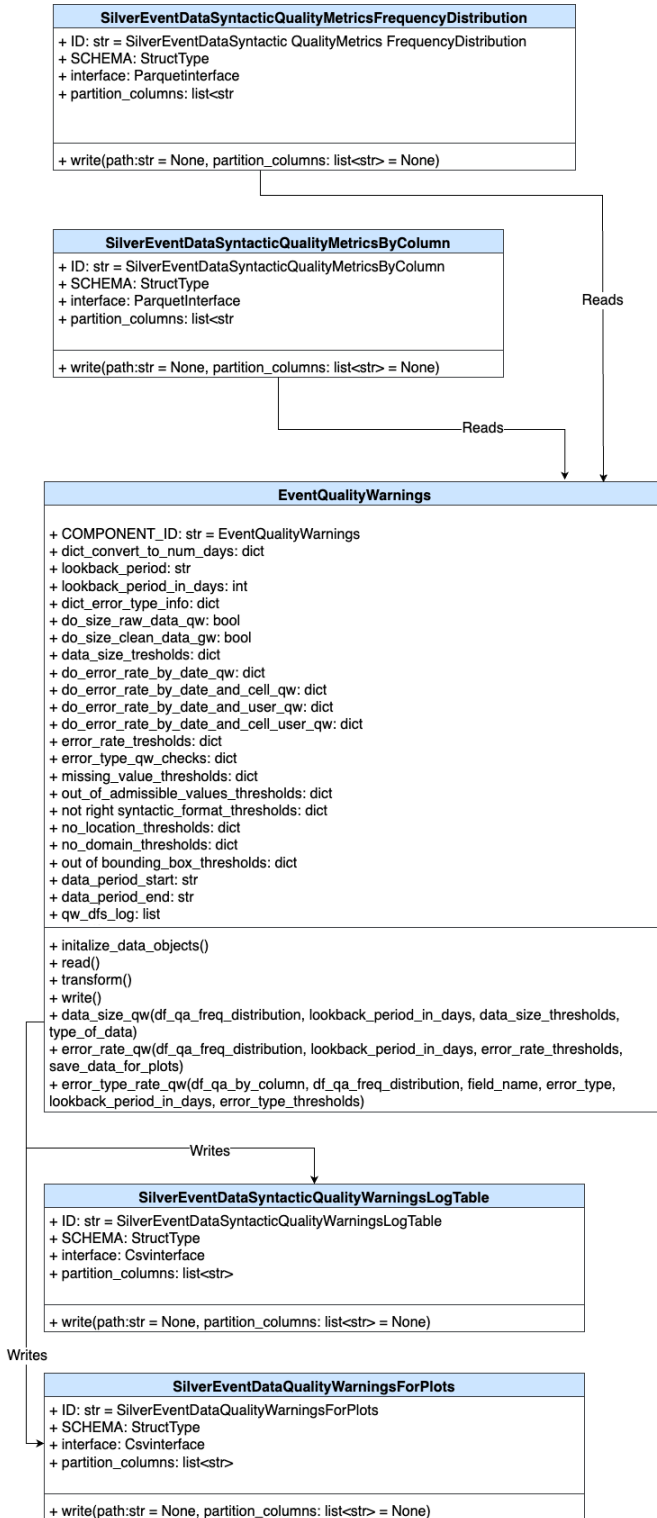 SilverEventDataSyntacticQualityMetricsFrequencyDistribution
+ ID: str = SilverEventDataSyntactic QualityMetrics FrequencyDistribution
+ SCHEMA: StructType
+ interface: Parquetinterface
+ partition_columns: list<str
+ write(path:str = None, partition_columns: list<str> = None)
SilverEventDataSyntacticQualityMetricsByColumn
+ ID: str = SilverEventDataSyntacticQualityMetricsByColumn
+ SCHEMA: StructType
+ interface: ParquetInterface
+ partition_columns: list<str
+ write(path:str = None, partition_columns: list<str> = None)
Reads
Reads
EventQualityWarnings
+ COMPONENT_ID: str = EventQualityWarnings
+ dict_convert_to_num_days: dict
+ lookback_period: str
+ lookback_period_in_days: int
+ dict_error_type_info: dict
+ do_size_raw_data_qw: bool
+ do_size_clean_data_gw: bool
+ data_size_tresholds: dict
+ do_error_rate_by_date_qw: dict
+ do_error_rate_by_date_and_cell_qw: dict
+ do_error_rate_by_date_and_user_qw: dict
+ do_error_rate_by_date_and_cell_user_qw: dict
+ error_rate_tresholds: dict
+ error_type_qw_checks: dict
+ missing_value_thresholds: dict
+ out_of_admissible_values_thresholds: dict
+ not right syntactic_format_thresholds: dict
+ no_location_thresholds: dict
+ no_domain_thresholds: dict
+ out of bounding_box_thresholds: dict
+ data_period_start: str
+ data_period_end: str
+ qw_dfs_log: list
+ initalize_data_objects()
+ read()
+ transform()
+ write()
+ data_size_qw(df_qa_freq_distribution, lookback_period_in_days, data_size_thresholds,
type_of_data)
+ error_rate_qw(df_qa_freq_distribution, lookback_period_in_days, error_rate_thresholds,
save_data_for_plots)
+ error_type_rate_qw(df_qa_by_column, df_qa_freq_distribution, field_name, error_type,
lookback_period_in_days, error_type_thresholds)
Writes
SilverEventDataSyntacticQualityWarningsLogTable
+ ID: str = SilverEventDataSyntacticQualityWarningsLogTable
+ SCHEMA: StructType
+ interface: Csvinterface
+ partition_columns: list<str>
+ write(path:str = None, partition_columns: list<str> = None)
Writes
SilverEventDataQualityWarningsForPlots
+ ID: str = SilverEventDataQualityWarningsForPlots
+ SCHEMA: StructType
+ interface: Csvinterface
+ partition_columns: list<str>
+ write(path:str = None, partition_columns: list<str> = None)